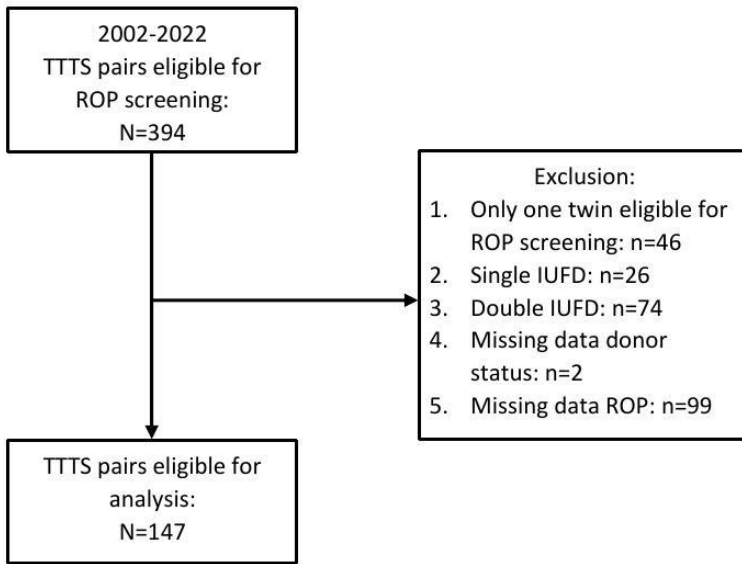 2002-2022
TTTS pairs eligible for
ROP screening:
N=394
Exclusion:
1. Only one twin eligible for
ROP screening: n=46
2. Single IUFD: n=26
3. Double IUFD: n=74
4. Missing data donor
status: n=2
5. Missing data ROP: n=99
TTTS pairs eligible for
analysis:
N=147